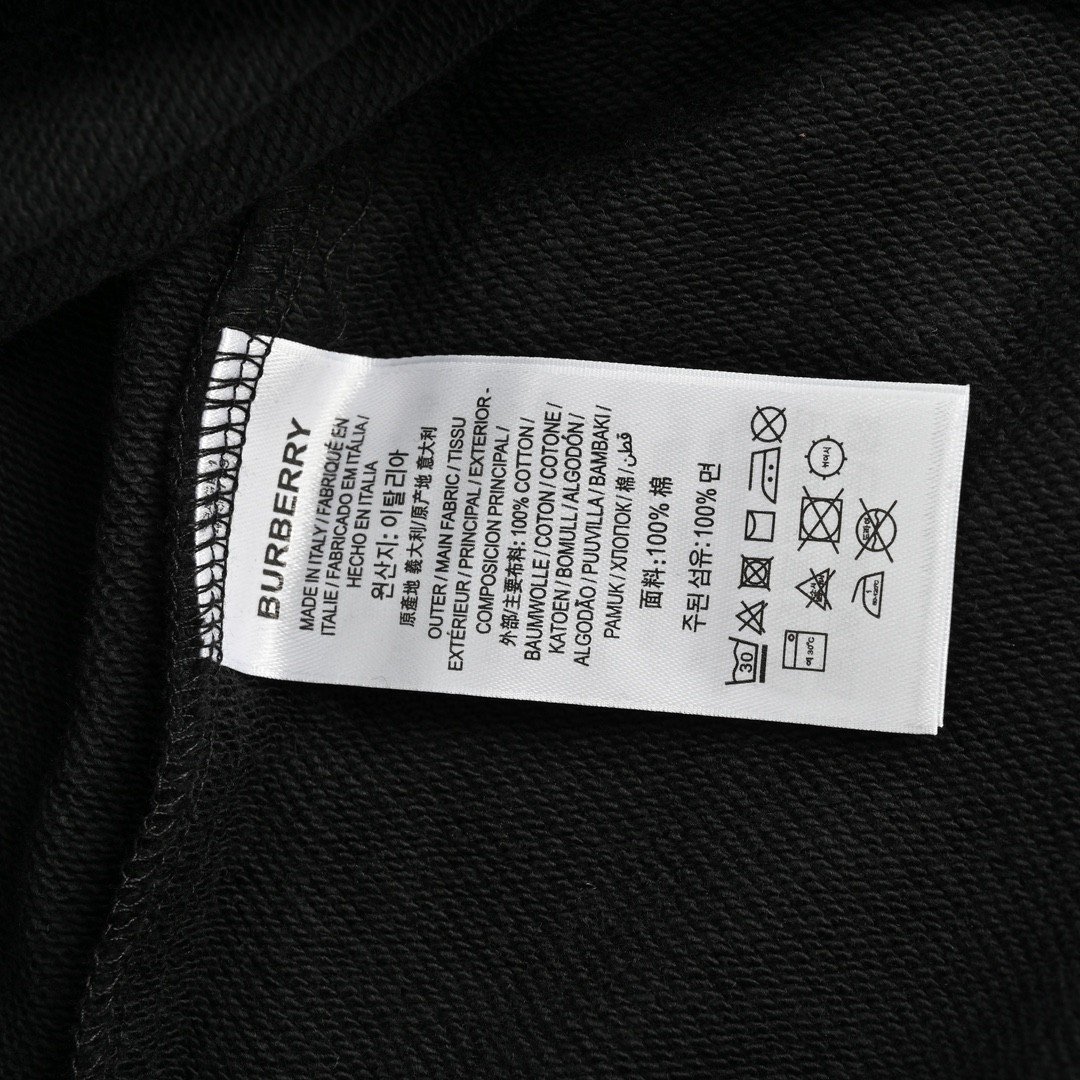 BURBERRY
MADE IN ITALY / FABRIQUÉ EN
ITALIE / FABRICADO EM ITÁLIA /
HECHO EN ITALIA
원산지: 이탈리아
原產地 義大利/原产地 意大利
OUTER / MAIN FABRIC / TISSU
EXTÉRIEUR / PRINCIPAL / EXTERIOR-
COMPOSICION PRINCIPAL /
外部/主要布料: 100% COTTON /
BAUMWOLLE / COTON / COTONE /
KATOEN / BOMULL / ALGODÓN /
ALGODÃO / PUUVILLA / BAMBAKI /
PAMUK / ХЛОПОК / 棉 / قطن
面料: 100% 棉
주된 섬유: 100% 면
30
약 30°C